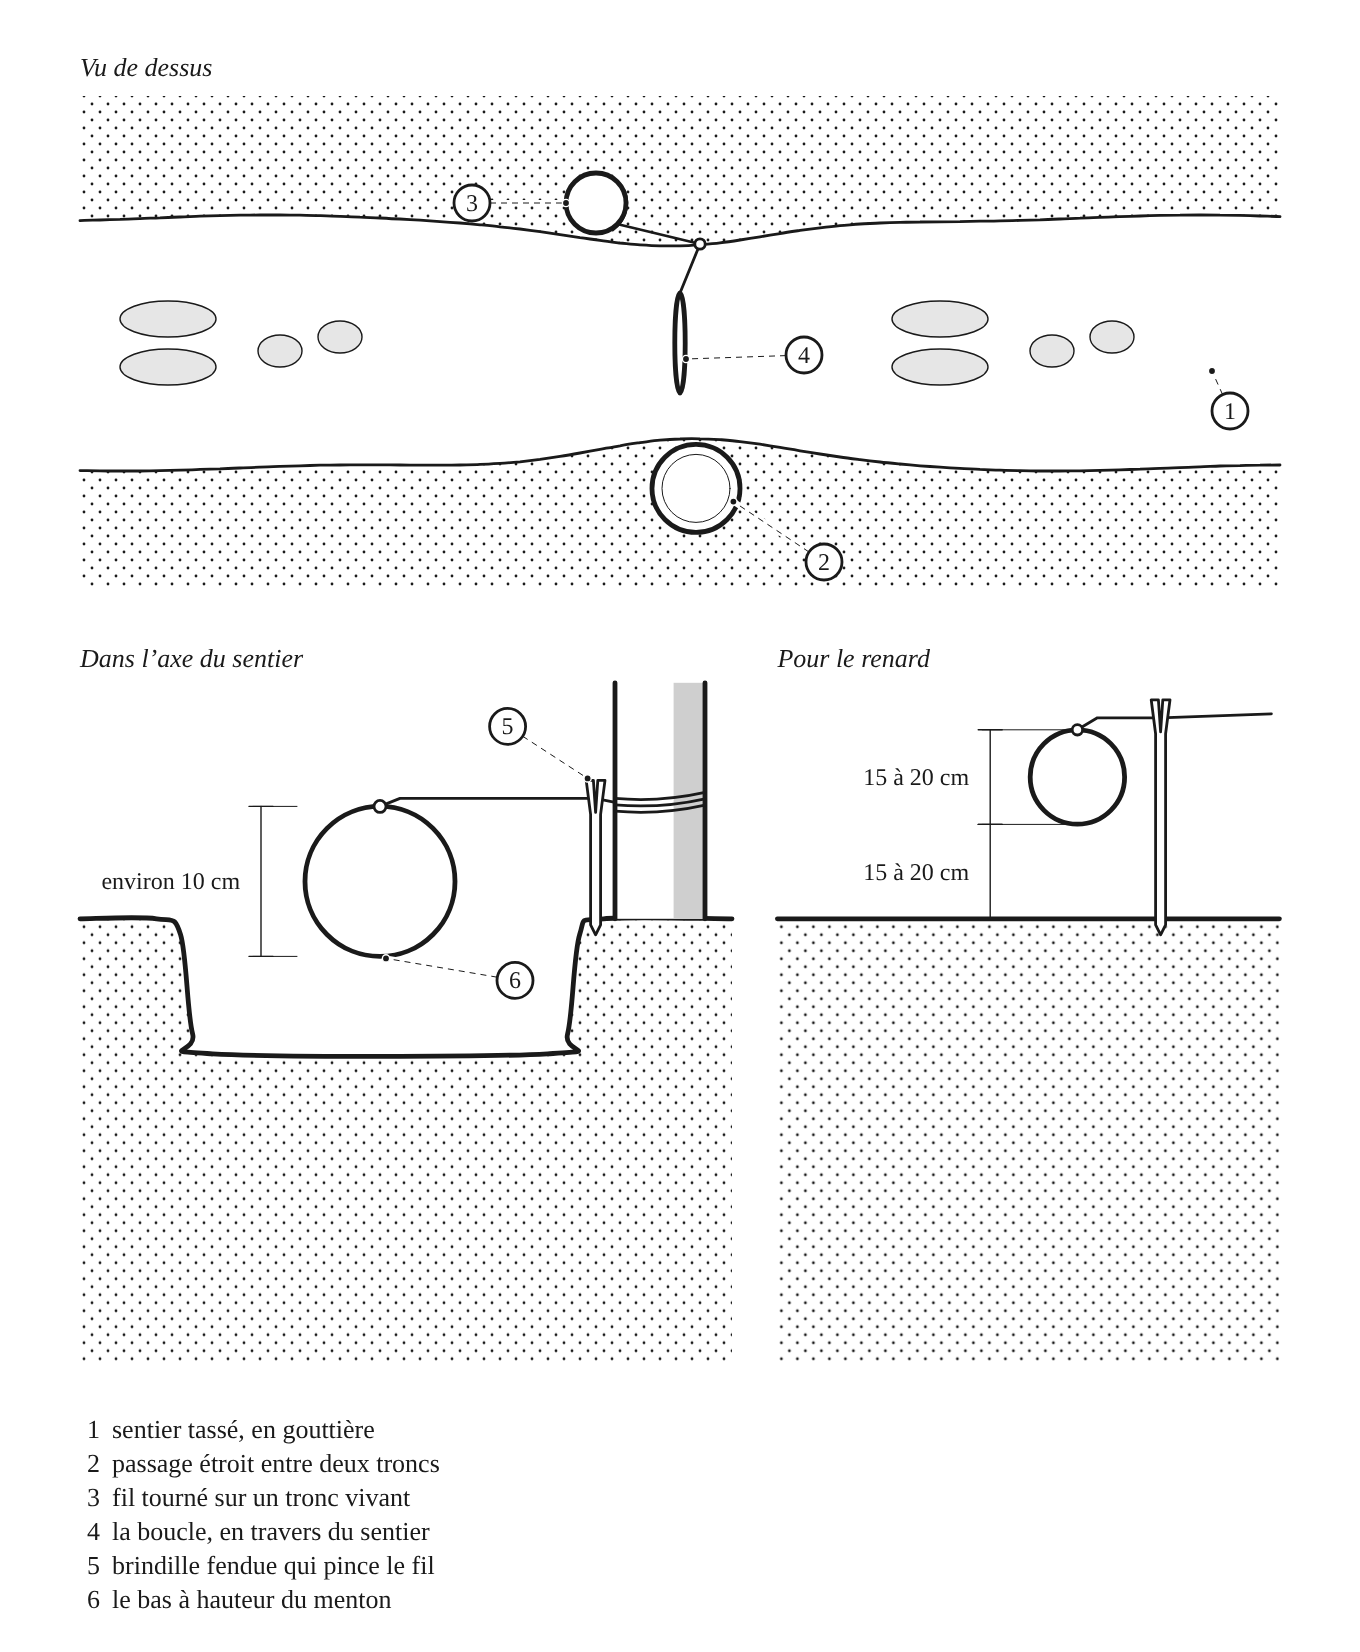 Vu de dessus
3
4
1
2
Dans l’axe du sentier
Pour le renard
5
15 à 20 cm
environ 10 cm
15 à 20 cm
6
1 sentier tassé, en gouttière
2 passage étroit entre deux troncs
3 fil tourné sur un tronc vivant
4 la boucle, en travers du sentier
5 brindille fendue qui pince le fil
6 le bas à hauteur du menton